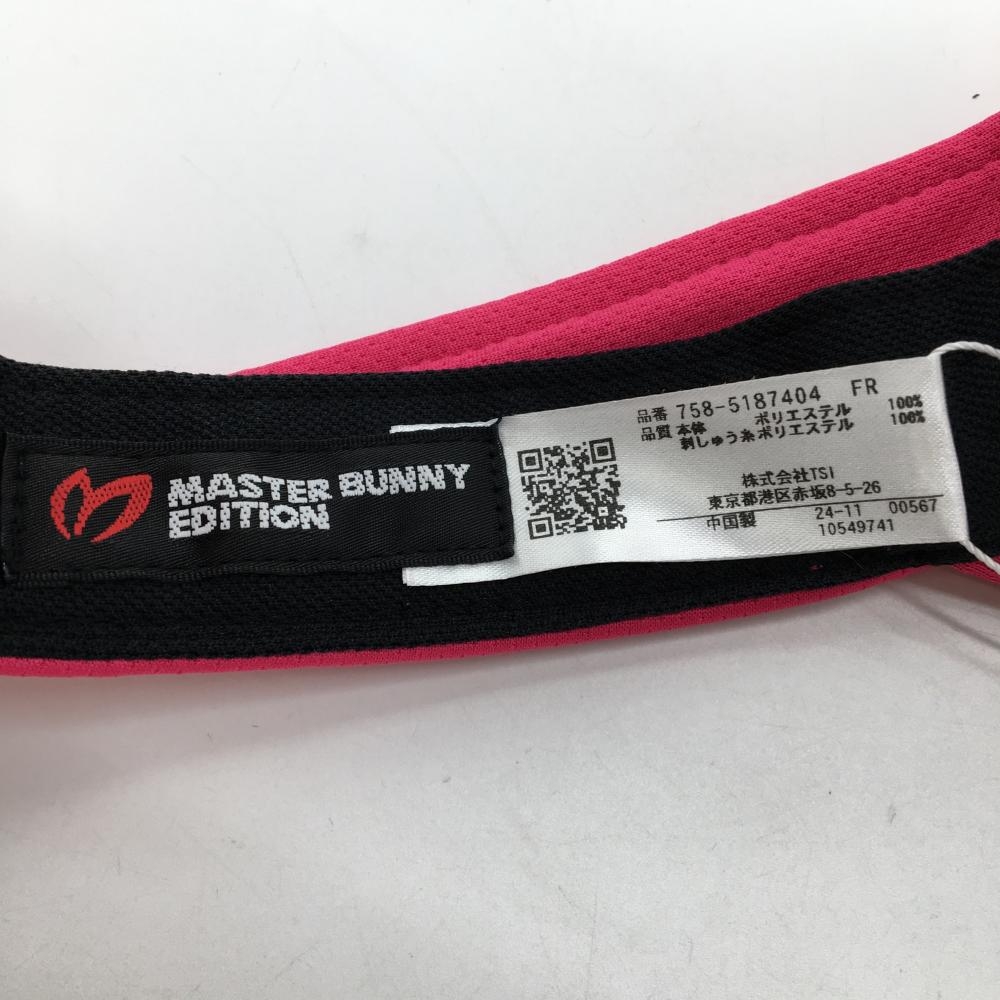 MASTER BUNNY
EDITION
品番 758-5187404 FR
品質 本体 ポリエステル 100%
刺しゅう糸 ポリエステル 100%
株式会社TSI
東京都港区赤坂8-5-26
中国製 24-11 00567
10549741